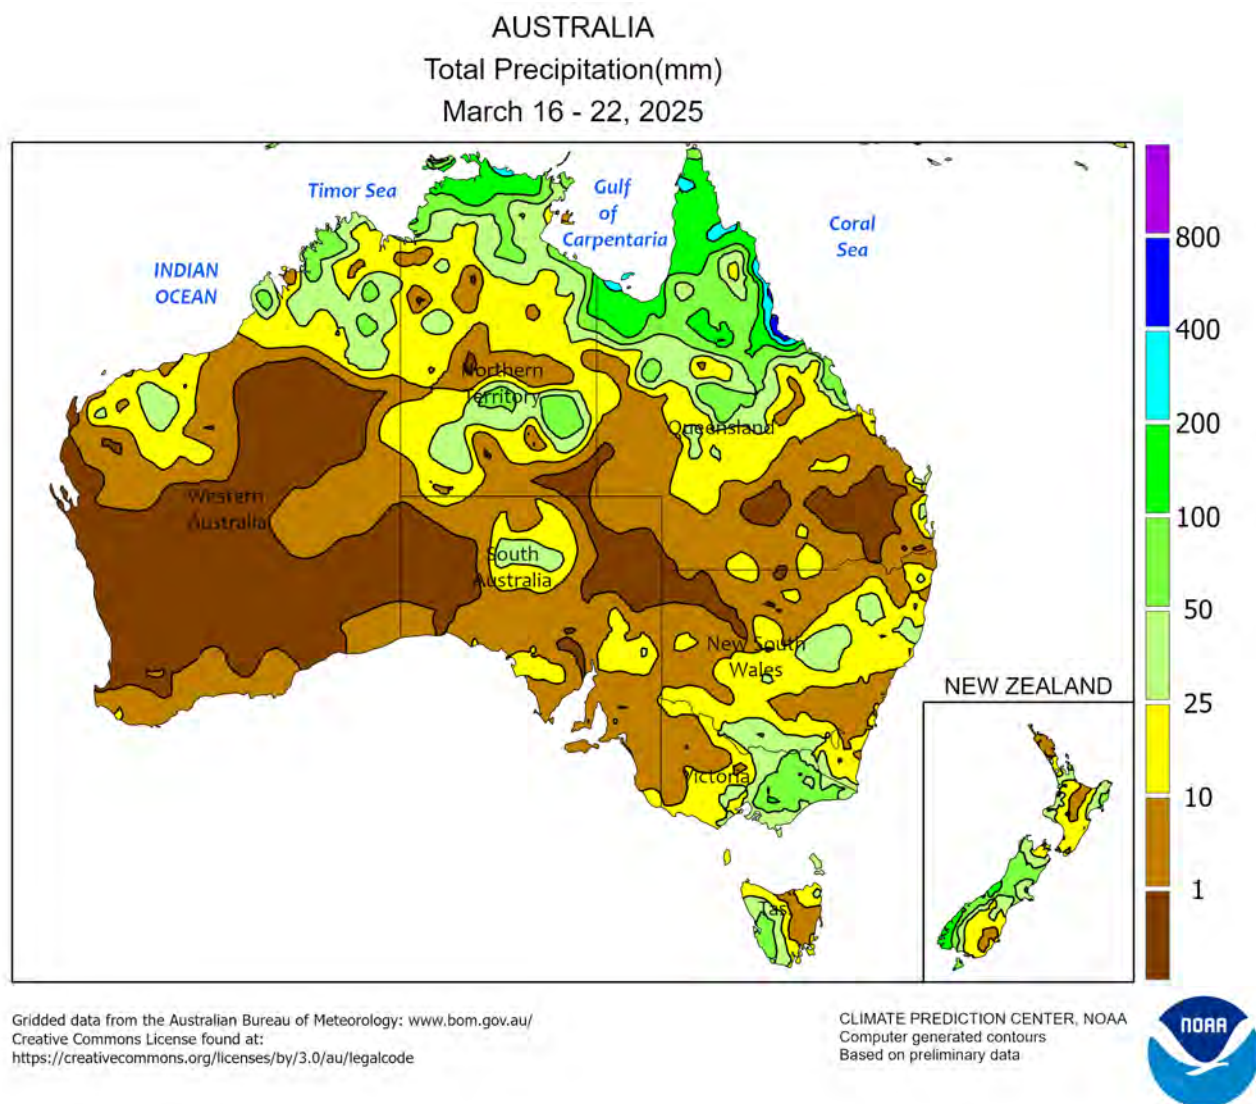 AUSTRALIA
Total Precipitation(mm)
March 16 - 22, 2025
Timor Sea
Gulf
of
Carpentaria
Coral
Sea
INDIAN
OCEAN
Northern
Territory
Queensland
Western
Australia
South
Australia
New South
Wales
Victoria
Tas
NEW ZEALAND
800
400
200
100
50
25
10
1
Gridded data from the Australian Bureau of Meteorology: www.bom.gov.au/
Creative Commons License found at:
https://creativecommons.org/licenses/by/3.0/au/legalcode
CLIMATE PREDICTION CENTER, NOAA
Computer generated contours
Based on preliminary data
NOAA